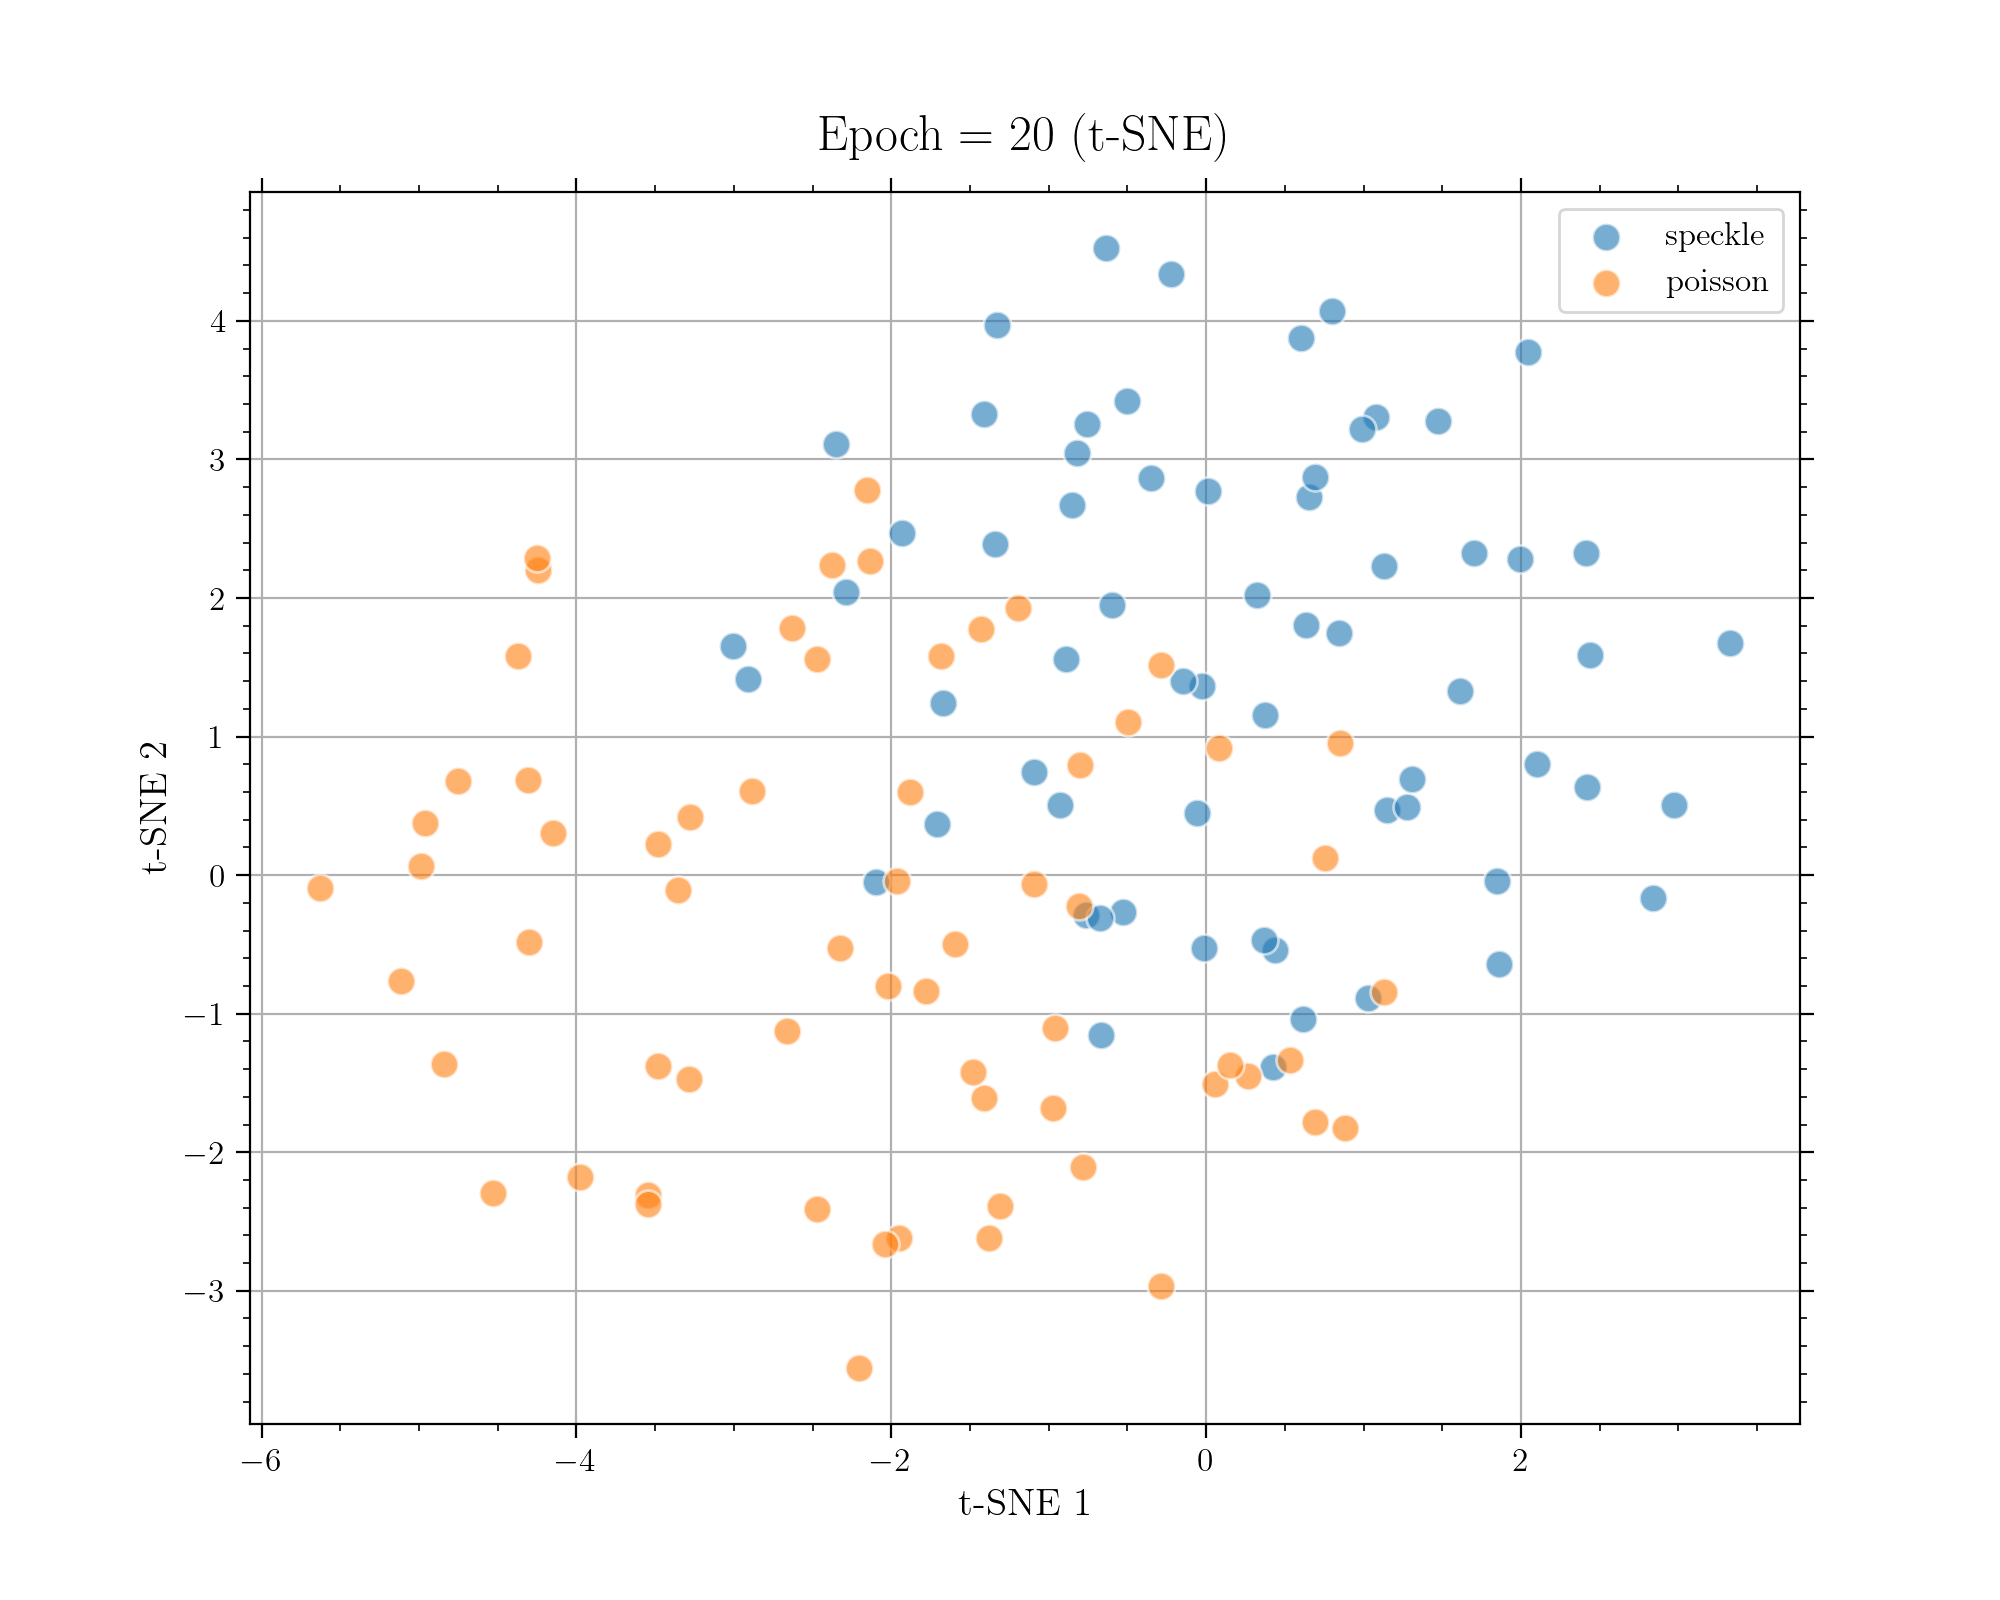 Epoch = 20 (t-SNE)
speckle
poisson
4
3
2
1
0
−1
−2
−3
t-SNE 2
−6 −4 −2 0 2
t-SNE 1